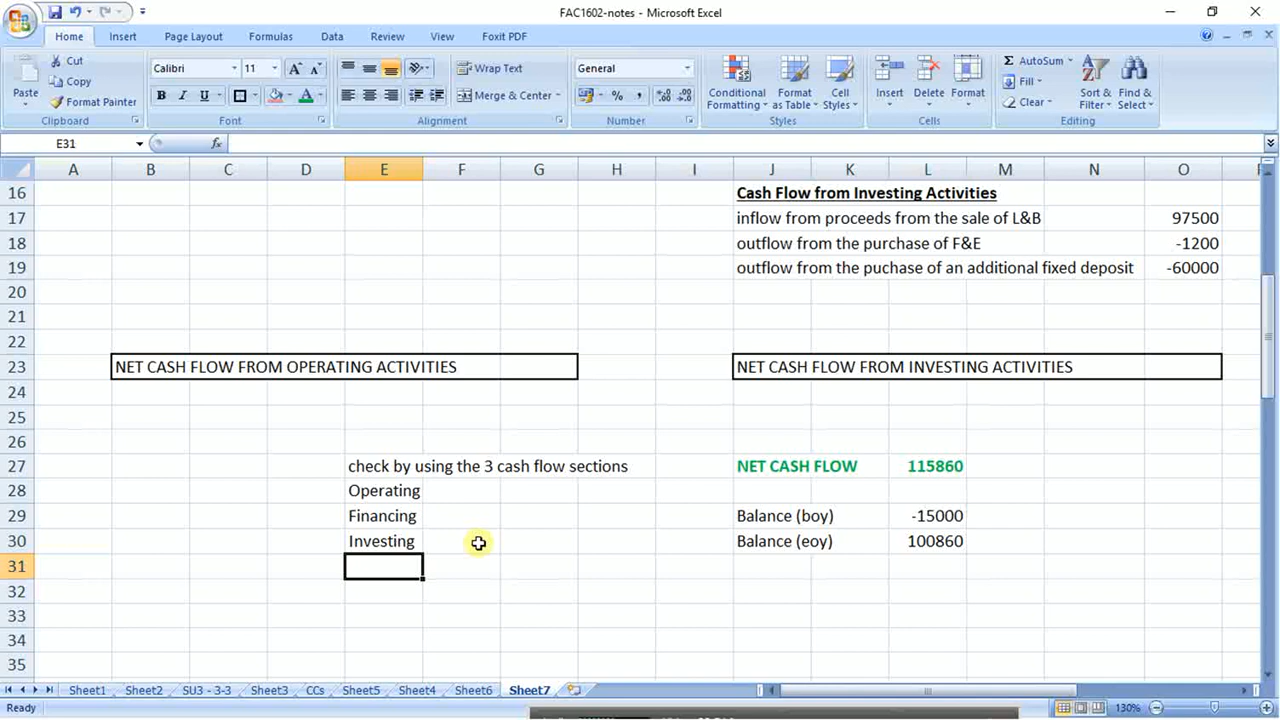 FAC1602-notes - Microsoft Excel
Home Insert Page Layout Formulas Data Review View Foxit PDF
Paste Cut Copy Format Painter Clipboard
Calibri 11 B I U A Font
Wrap Text Merge & Center Alignment
General % , Number
Conditional Formatting Format as Table Cell Styles Styles
Insert Delete Format Cells
Σ AutoSum Fill Clear Sort & Filter Find & Select Editing
E31 fx
A B C D E F G H I J K L M N O
16 Cash Flow from Investing Activities
17 inflow from proceeds from the sale of L&B 97500
18 outflow from the purchase of F&E -1200
19 outflow from the puchase of an additional fixed deposit -60000
20
21
22
23 NET CASH FLOW FROM OPERATING ACTIVITIES NET CASH FLOW FROM INVESTING ACTIVITIES
24
25
26
27 check by using the 3 cash flow sections NET CASH FLOW 115860
28 Operating
29 Financing Balance (boy) -15000
30 Investing Balance (eoy) 100860
31
32
33
34
35
Sheet1 Sheet2 SU3 - 3-3 Sheet3 CCs Sheet5 Sheet4 Sheet6 Sheet7
Ready 130%